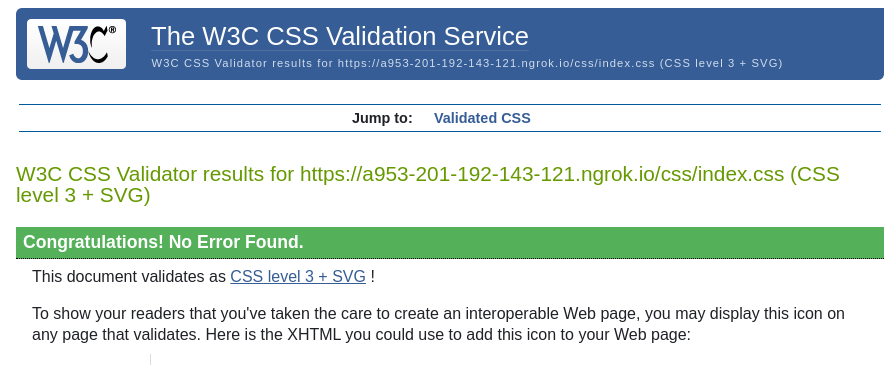 W3C®
The W3C CSS Validation Service
W3C CSS Validator results for https://a953-201-192-143-121.ngrok.io/css/index.css (CSS level 3 + SVG)
Jump to: Validated CSS
W3C CSS Validator results for https://a953-201-192-143-121.ngrok.io/css/index.css (CSS
level 3 + SVG)
Congratulations! No Error Found.
This document validates as CSS level 3 + SVG !
To show your readers that you've taken the care to create an interoperable Web page, you may display this icon on
any page that validates. Here is the XHTML you could use to add this icon to your Web page: